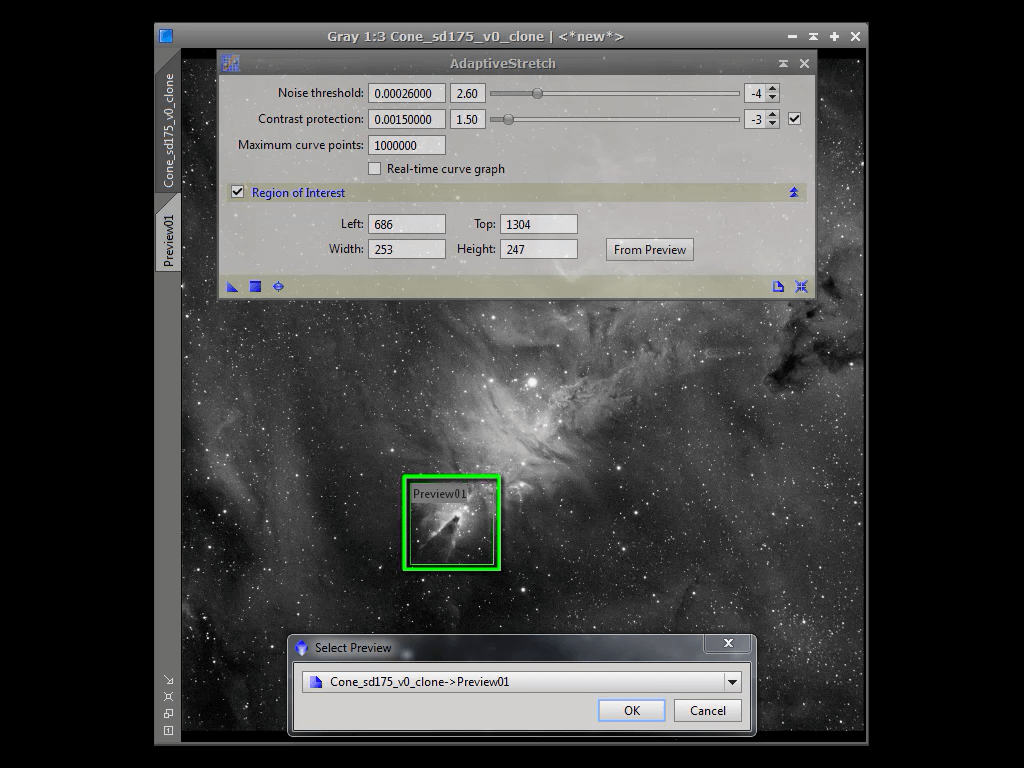 Gray 1:3 Cone_sd175_v0_clone | <*new*>
Cone_sd175_v0_clone
Preview01
AdaptiveStretch
Noise threshold: 0.00026000 2.60 -4
Contrast protection: 0.00150000 1.50 -3
Maximum curve points: 1000000
Real-time curve graph
Region of Interest
Left: 686 Top: 1304
Width: 253 Height: 247 From Preview
Preview01
Select Preview
Cone_sd175_v0_clone->Preview01
OK Cancel